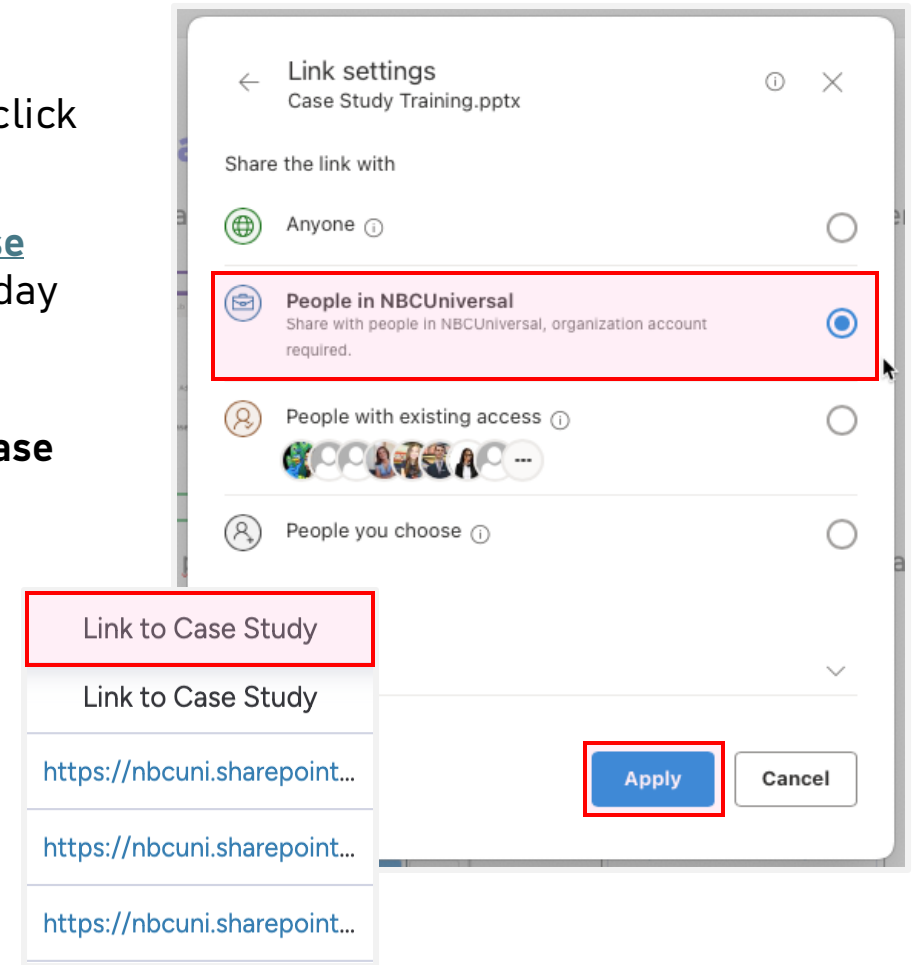 click
se
day
ase
Link settings
Case Study Training.pptx
Share the link with
Anyone
People in NBCUniversal
Share with people in NBCUniversal, organization account
required.
People with existing access
People you choose
Apply
Cancel
Link to Case Study
Link to Case Study
https://nbcuni.sharepoint...
https://nbcuni.sharepoint...
https://nbcuni.sharepoint...